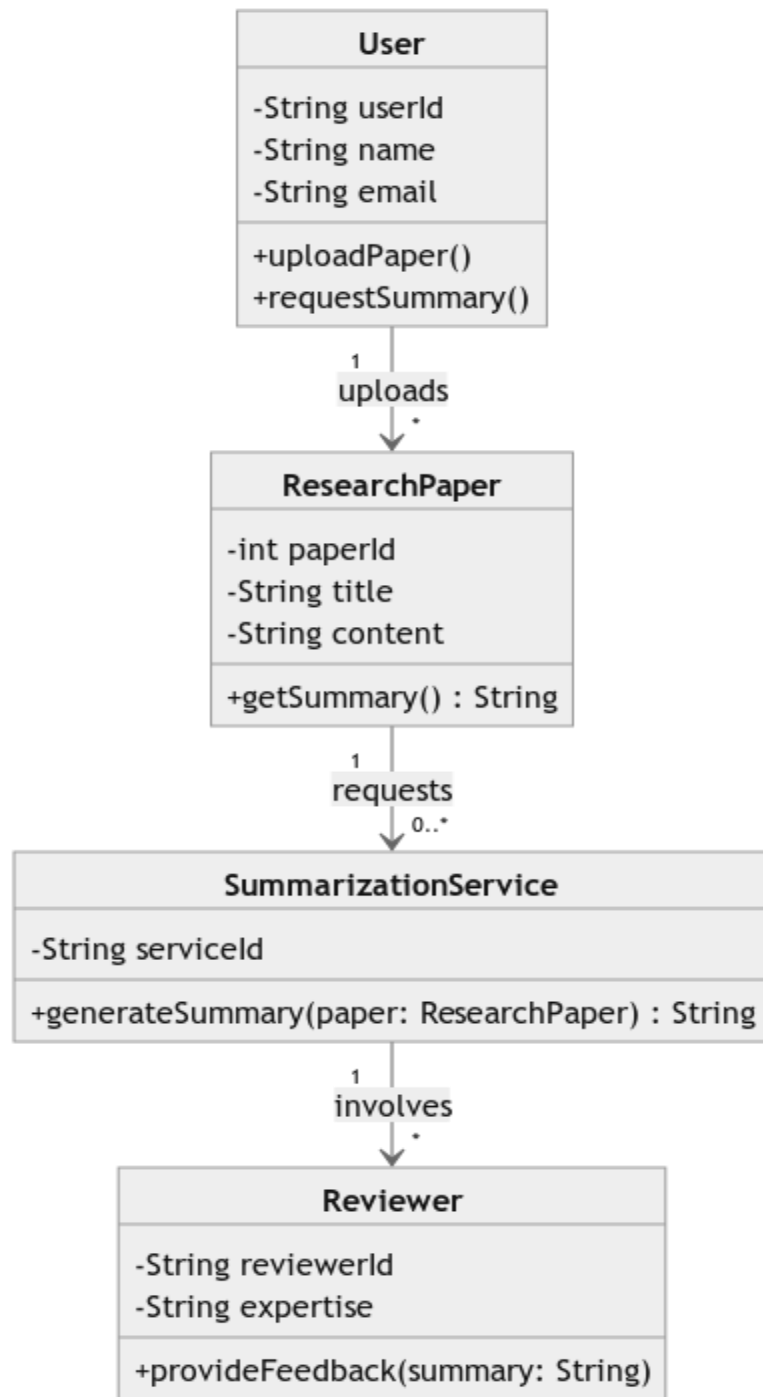 User
-String userId
-String name
-String email
+uploadPaper()
+requestSummary()
1
uploads
*
ResearchPaper
-int paperId
-String title
-String content
+getSummary() : String
1
requests
0..*
SummarizationService
-String serviceId
+generateSummary(paper: ResearchPaper) : String
1
involves
*
Reviewer
-String reviewerId
-String expertise
+provideFeedback(summary: String)